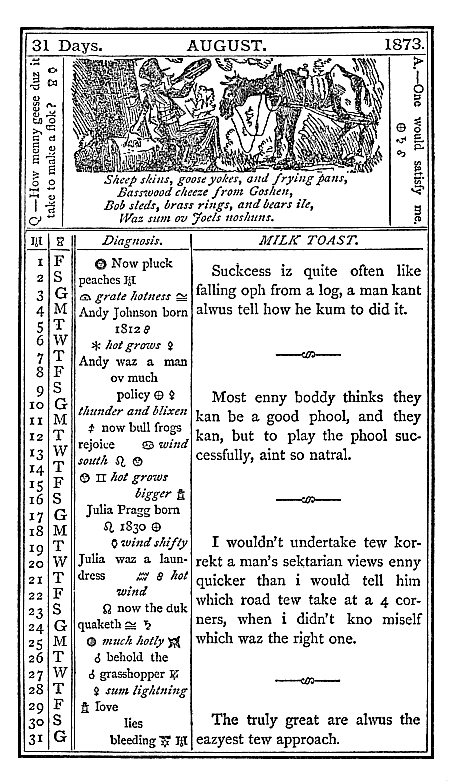 31 Days. AUGUST. 1873.
Q.—How menny geese duz it
take to make a flok?
A.—One would satisfy me.
Sheep skins, goose yokes, and frying pans,
Basswood cheeze from Goshen,
Bob sleds, brass rings, and bears ile,
Waz sum ov Joels noshuns.
Diagnosis.
1 F
2 S
3 G
4 M
5 T
6 W
7 T
8 F
9 S
10 G
11 M
12 T
13 W
14 T
15 F
16 S
17 G
18 M
19 T
20 W
21 T
22 F
23 S
24 G
25 M
26 T
27 W
28 T
29 F
30 S
31 G
Now pluck
peaches
grate hotness
Andy Johnson born
1812
hot grows
Andy waz a man
ov much
policy
thunder and blixen
now bull frogs
rejoice wind
south
hot grows
bigger
Julia Pragg born
1830
wind shifty
Julia waz a laun-
dress hot
wind
now the duk
quaketh
much hotly
behold the
grasshopper
sum lightning
love
lies
bleeding
MILK TOAST.
Suckcess iz quite often like
falling oph from a log, a man kant
alwus tell how he kum to did it.
Most enny boddy thinks they
kan be a good phool, and they
kan, but to play the phool suc-
cessfully, aint so natral.
I wouldn't undertake tew kor-
rekt a man's sektarian views enny
quicker than i would tell him
which road tew take at a 4 cor-
ners, when i didn't kno miself
which waz the right one.
The truly great are alwus the
eazyest tew approach.